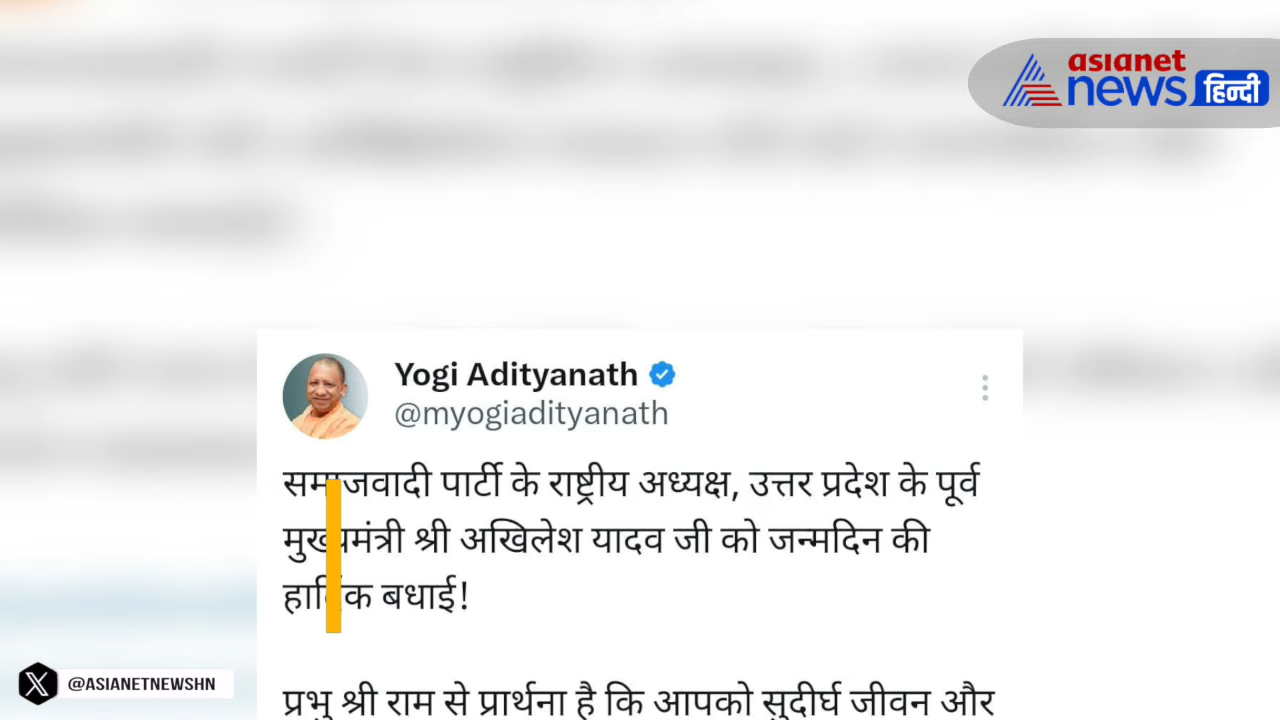 asianet
news हिन्दी
Yogi Adityanath
@myogiadityanath
समाजवादी पार्टी के राष्ट्रीय अध्यक्ष, उत्तर प्रदेश के पूर्व
मुख्यमंत्री श्री अखिलेश यादव जी को जन्मदिन की
हार्दिक बधाई!
प्रभु श्री राम से प्रार्थना है कि आपको सुदीर्घ जीवन और
@ASIANETNEWSHN